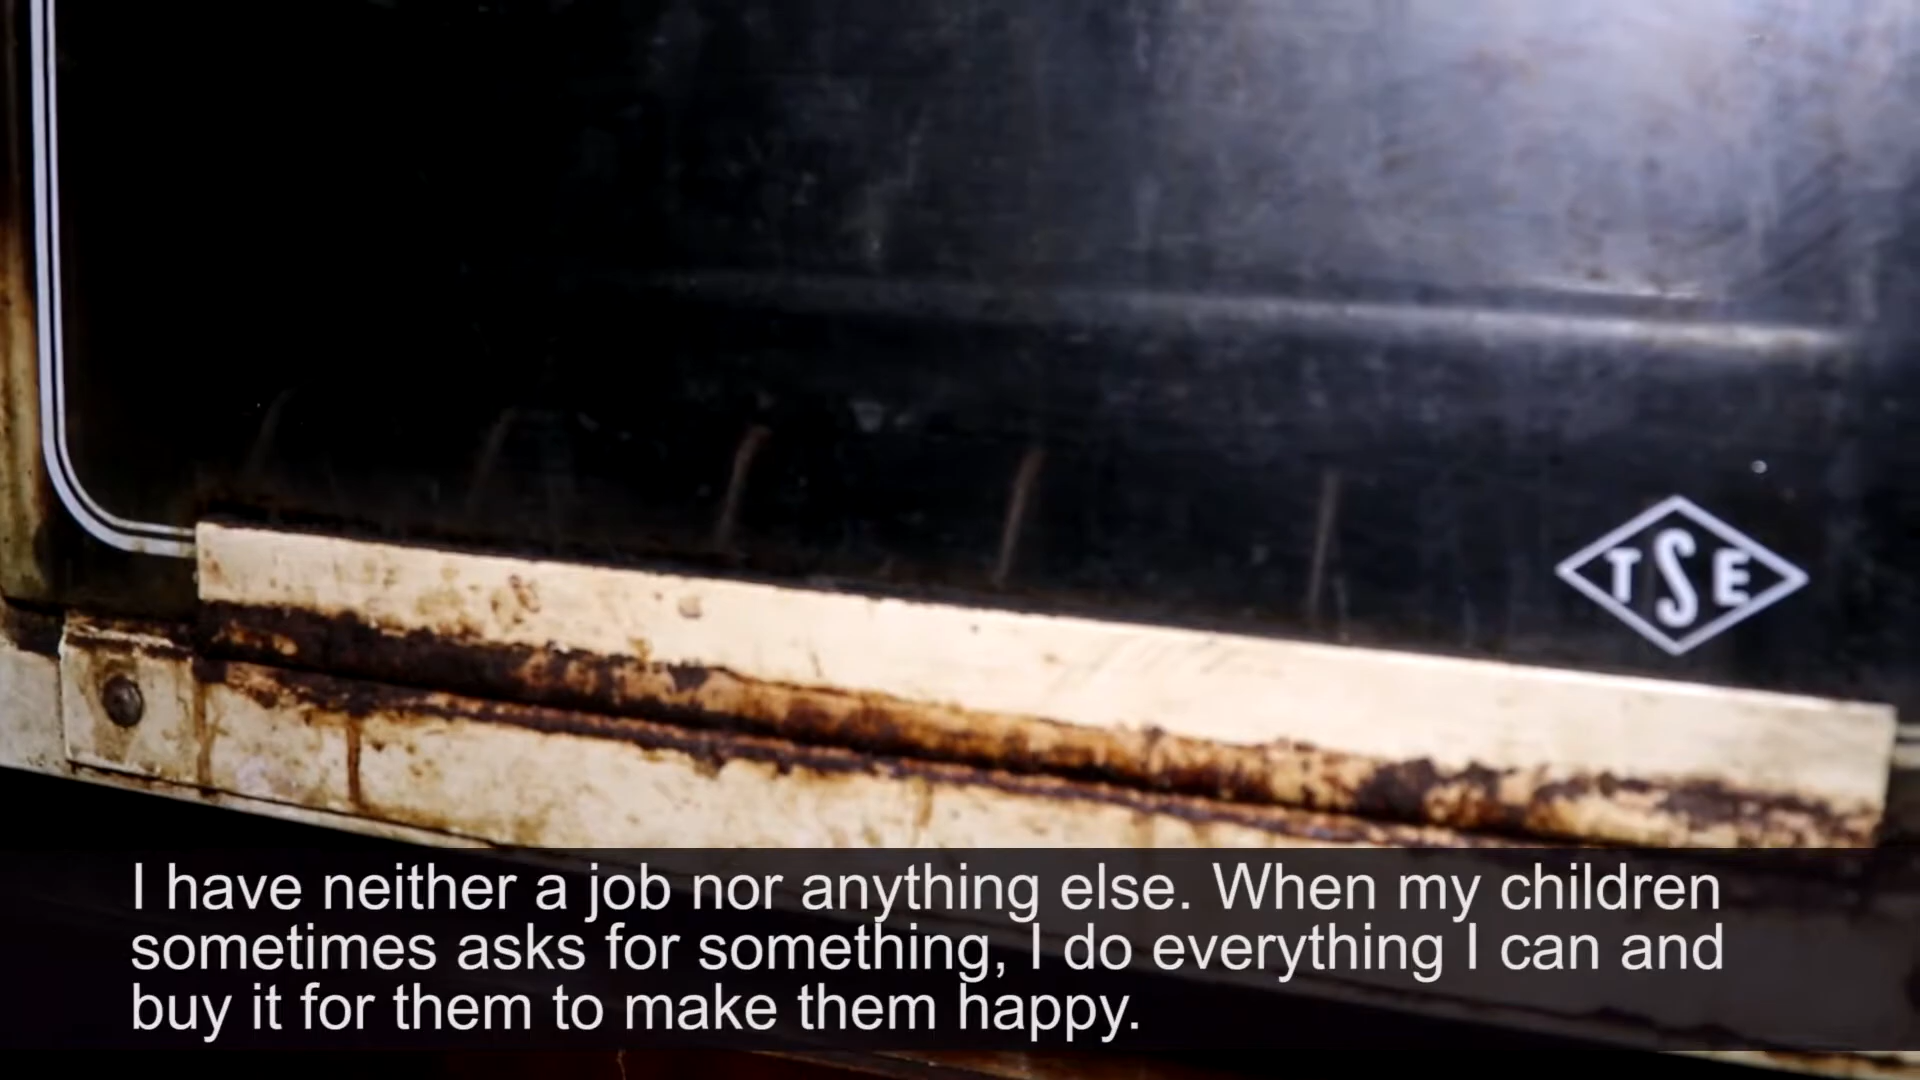 TSE
I have neither a job nor anything else. When my children
sometimes asks for something, I do everything I can and
buy it for them to make them happy.